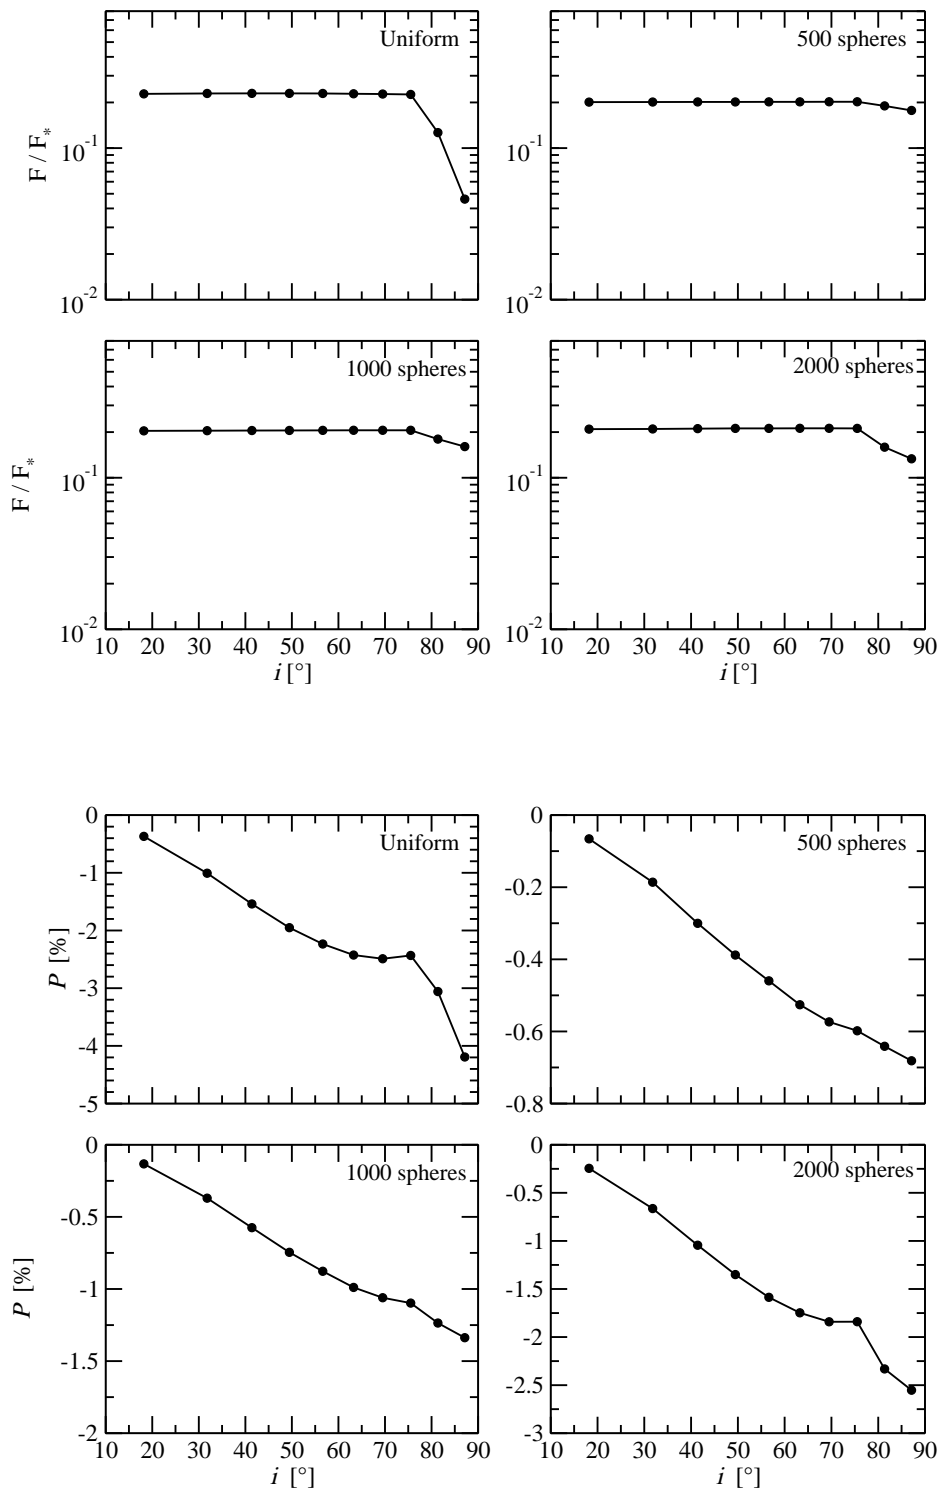 Uniform
500 spheres
F / F*
10^-1
10^-1
10^-2
10^-2
1000 spheres
2000 spheres
F / F*
10^-1
10^-1
10^-2
10^-2
10 20 30 40 50 60 70 80 90
10 20 30 40 50 60 70 80 90
i [°]
i [°]
0
-1
-2
-3
-4
-5
P [%]
Uniform
0
-0.2
-0.4
-0.6
-0.8
500 spheres
0
-0.5
-1
-1.5
-2
P [%]
1000 spheres
10 20 30 40 50 60 70 80 90
i [°]
0
-0.5
-1
-1.5
-2
-2.5
-3
2000 spheres
10 20 30 40 50 60 70 80 90
i [°]